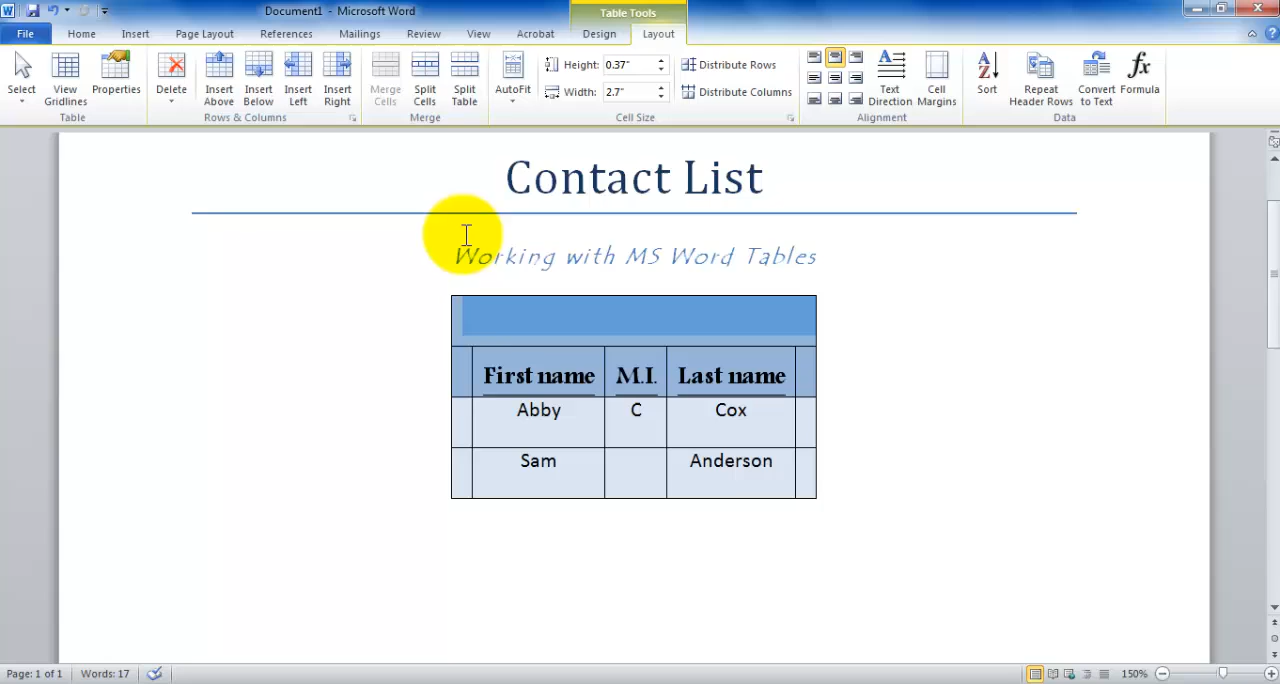 Document1 - Microsoft Word
Table Tools
File Home Insert Page Layout References Mailings Review View Acrobat Design Layout
Select
View Gridlines
Properties
Table
Delete
Insert Above
Insert Below
Insert Left
Insert Right
Rows & Columns
Merge Cells
Split Cells
Split Table
Merge
AutoFit
Height: 0.37"
Width: 2.7"
Distribute Rows
Distribute Columns
Cell Size
Text Direction
Cell Margins
Alignment
Sort
Repeat Header Rows
Convert to Text
fx
Formula
Data
Contact List
Working with MS Word Tables
First name M.I. Last name
Abby C Cox
Sam Anderson
Page: 1 of 1 Words: 17 150%